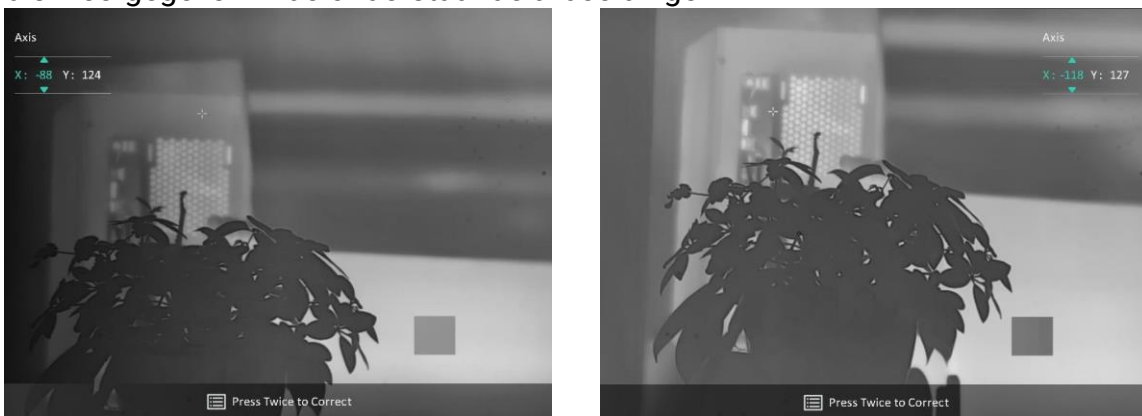 Axis
X: -88 Y: 124
Press Twice to Correct
Axis
X: -118 Y: 127
Press Twice to Correct